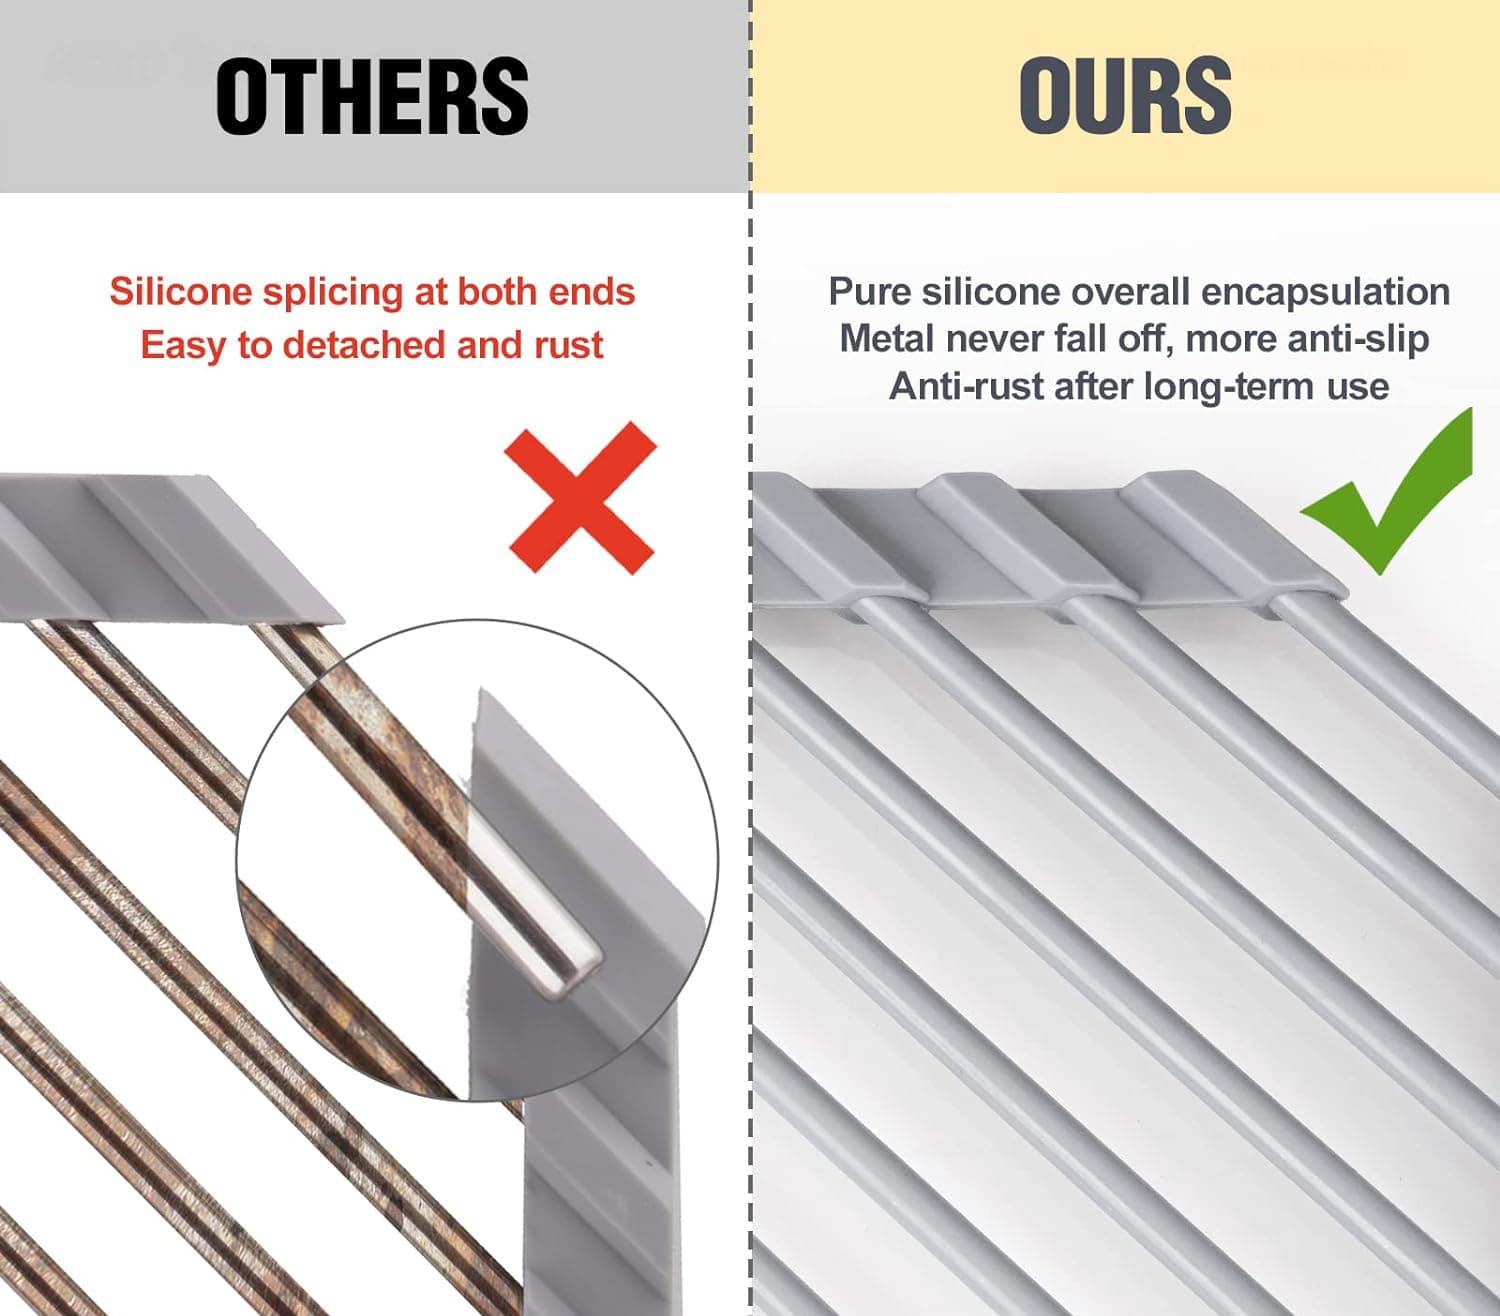 OTHERS
OURS
Silicone splicing at both ends
Easy to detached and rust
Pure silicone overall encapsulation
Metal never fall off, more anti-slip
Anti-rust after long-term use